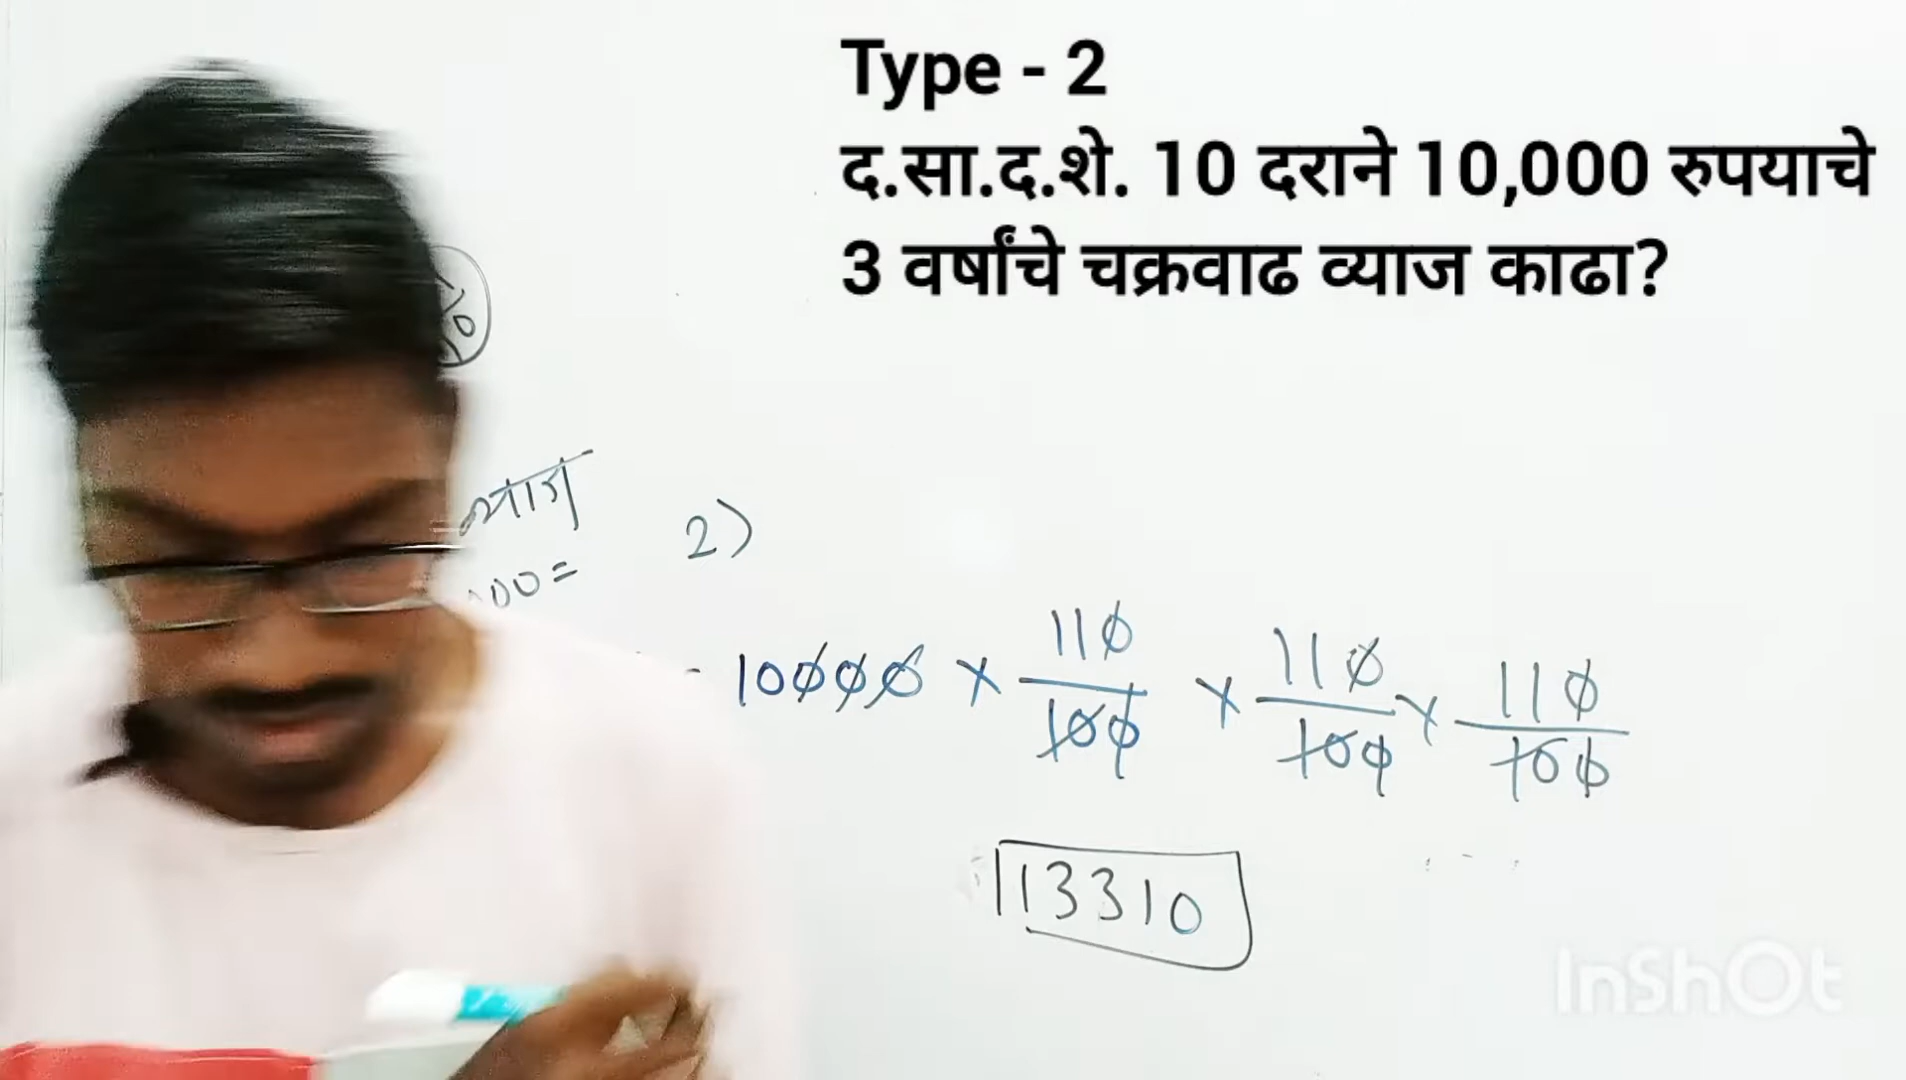 Type - 2
द.सा.द.शे. 10 दराने 10,000 रुपयाचे
3 वर्षांचे चक्रवाढ व्याज काढा?
2)
10000 × 110/100 × 110/100 × 110/100
13310
InShOt